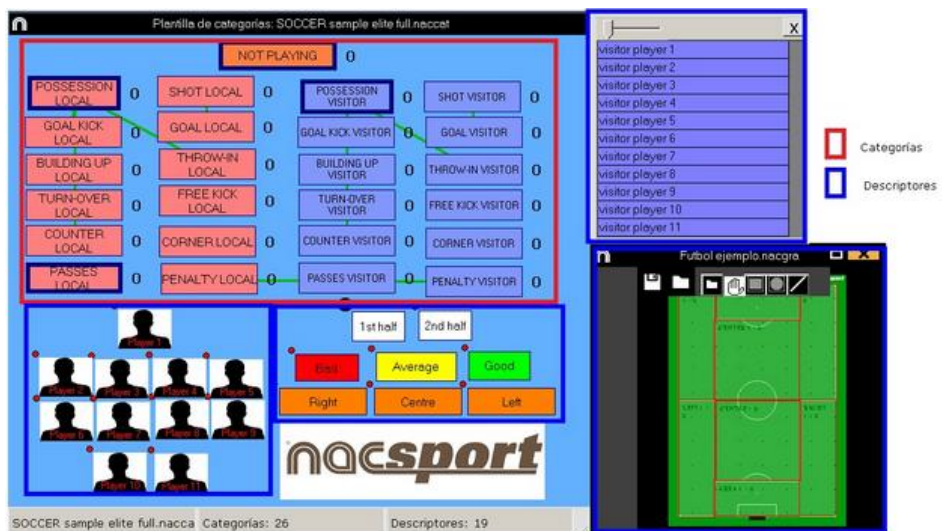 Plantilla de categorías: SOCCER sample elite full.naccat
NOT PLAYING 0
POSSESSION LOCAL 0
SHOT LOCAL 0
POSSESSION VISITOR 0
SHOT VISITOR 0
GOAL KICK LOCAL 0
GOAL LOCAL 0
GOAL KICK VISITOR 0
GOAL VISITOR 0
BUILDING UP LOCAL 0
THROW-IN LOCAL 0
BUILDING UP VISITOR 0
THROW-IN VISITOR 0
TURN-OVER LOCAL 0
FREE KICK LOCAL 0
TURN-OVER VISITOR 0
FREE KICK VISITOR 0
COUNTER LOCAL 0
CORNER LOCAL 0
COUNTER VISITOR 0
CORNER VISITOR 0
PASSES LOCAL 0
PENALTY LOCAL 0
PASSES VISITOR 0
PENALTY VISITOR 0
Player 1
Player 2
Player 3
Player 4
Player 5
Player 6
Player 7
Player 8
Player 9
Player 10
Player 11
1st half
2nd half
Bad
Average
Good
Right
Centre
Left
nacsport
SOCCER sample elite full.nacca
Categorías: 26
Descriptores: 19
X
visitor player 1
visitor player 2
visitor player 3
visitor player 4
visitor player 5
visitor player 6
visitor player 7
visitor player 8
visitor player 9
visitor player 10
visitor player 11
Categorías
Descriptores
Futbol ejemplo.nacgra